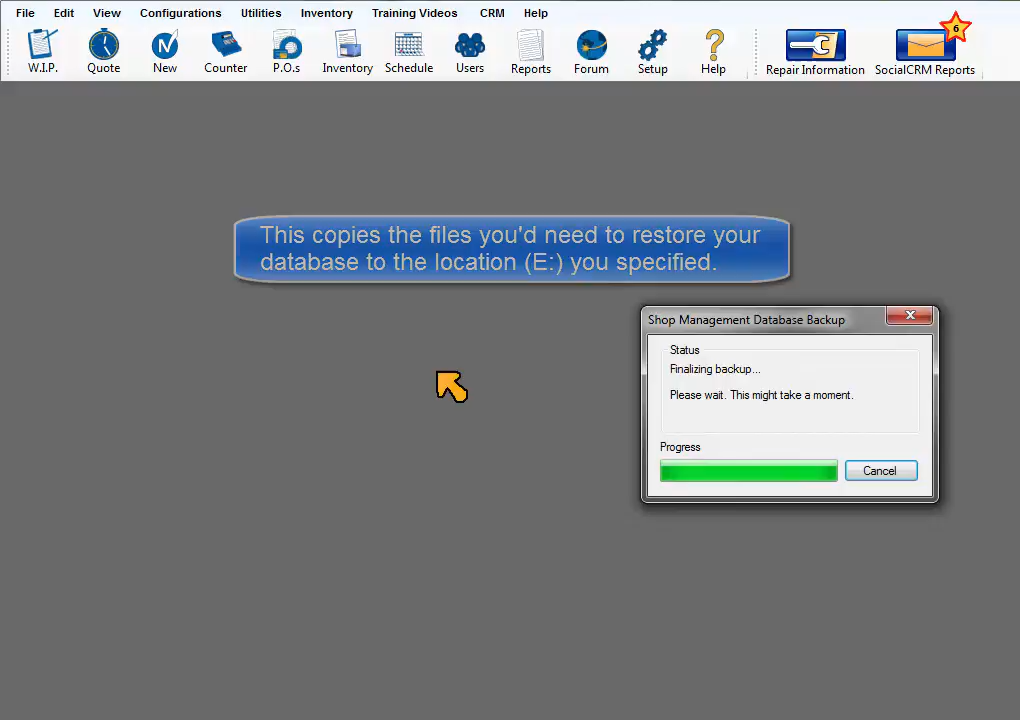 File Edit View Configurations Utilities Inventory Training Videos CRM Help
6
W.I.P. Quote New Counter P.O.s Inventory Schedule Users Reports Forum Setup Help Repair Information SocialCRM Reports
This copies the files you'd need to restore your
database to the location (E:) you specified.
Shop Management Database Backup
Status
Finalizing backup...
Please wait. This might take a moment.
Progress
Cancel